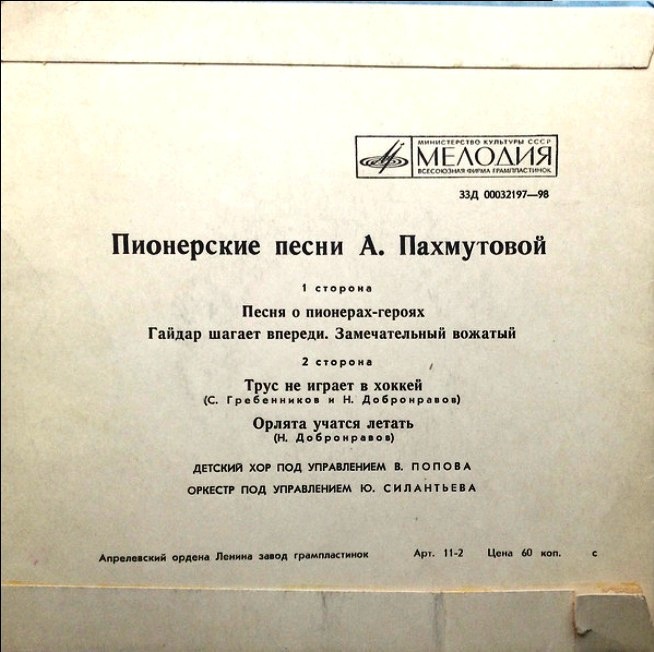 МИНИСТЕРСТВО КУЛЬТУРЫ СССР
МЕЛОДИЯ
ВСЕСОЮЗНАЯ ФИРМА ГРАМПЛАСТИНОК
33Д 00032197—98
Пионерские песни А. Пахмутовой
1 сторона
Песня о пионерах-героях
Гайдар шагает впереди. Замечательный вожатый
2 сторона
Трус не играет в хоккей
(С. Гребенников и Н. Добронравов)
Орлята учатся летать
(Н. Добронравов)
ДЕТСКИЙ ХОР ПОД УПРАВЛЕНИЕМ В. ПОПОВА
ОРКЕСТР ПОД УПРАВЛЕНИЕМ Ю. СИЛАНТЬЕВА
Апрелевский ордена Ленина завод грампластинок Арт. 11-2 Цена 60 коп. с